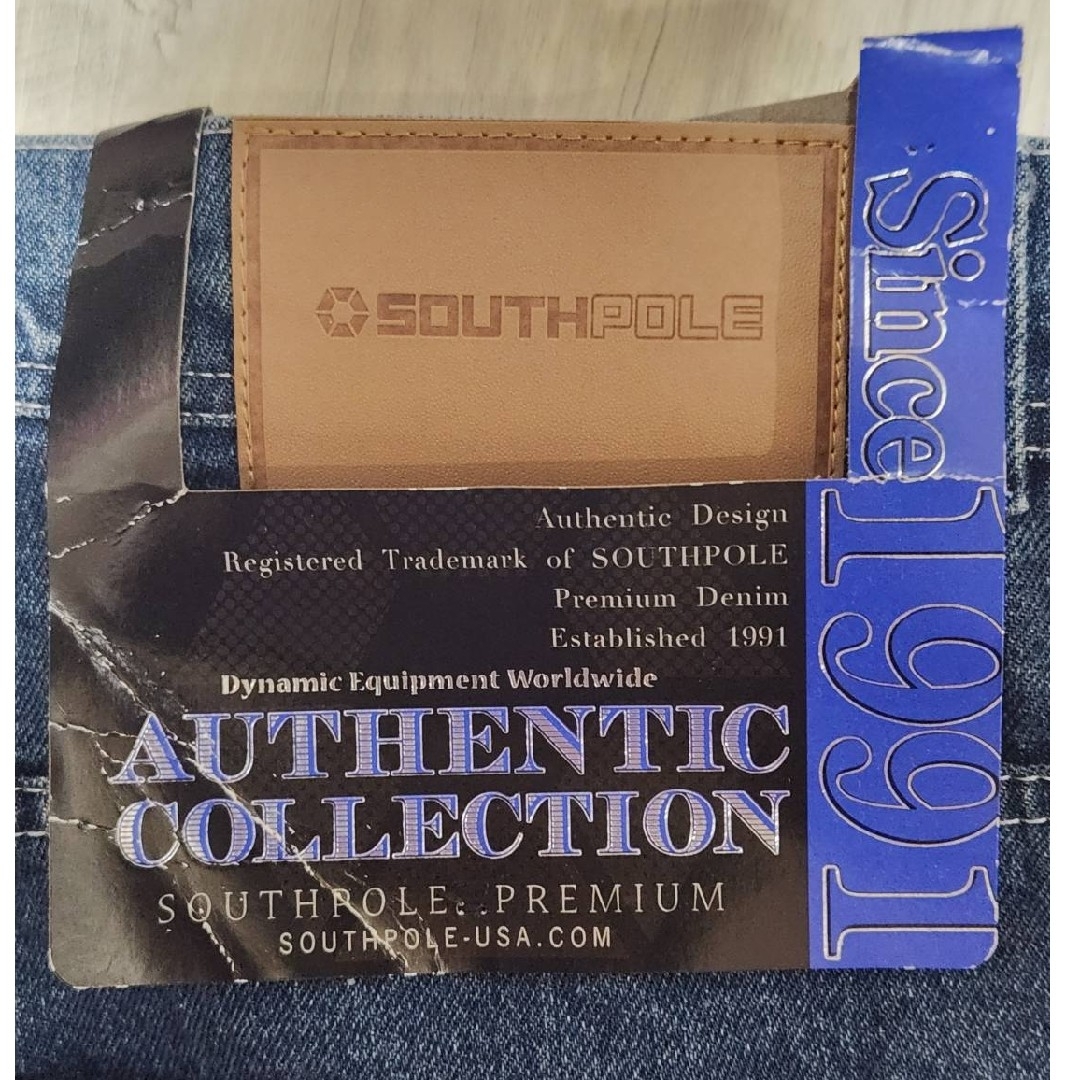 SOUTHPOLE
Since 1991
Authentic Design
Registered Trademark of SOUTHPOLE
Premium Denim
Established 1991
Dynamic Equipment Worldwide
AUTHENTIC
COLLECTION
SOUTHPOLE..PREMIUM
SOUTHPOLE-USA.COM